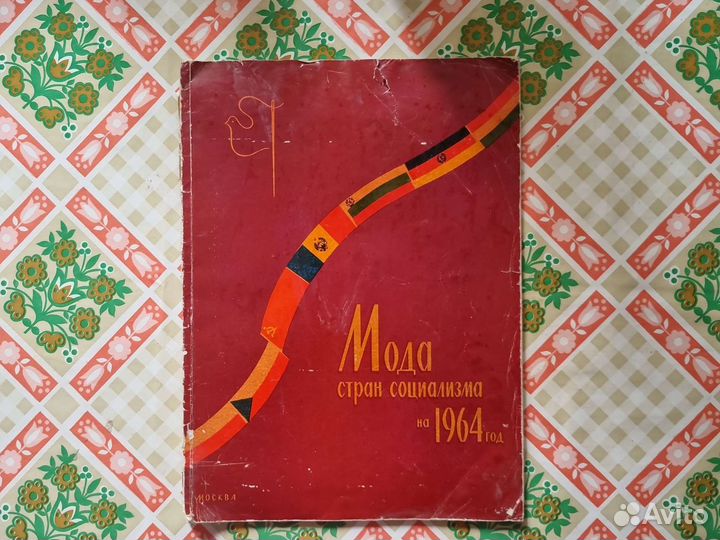 Мода
стран социализма
на 1964 год
МОСКВА
Avito